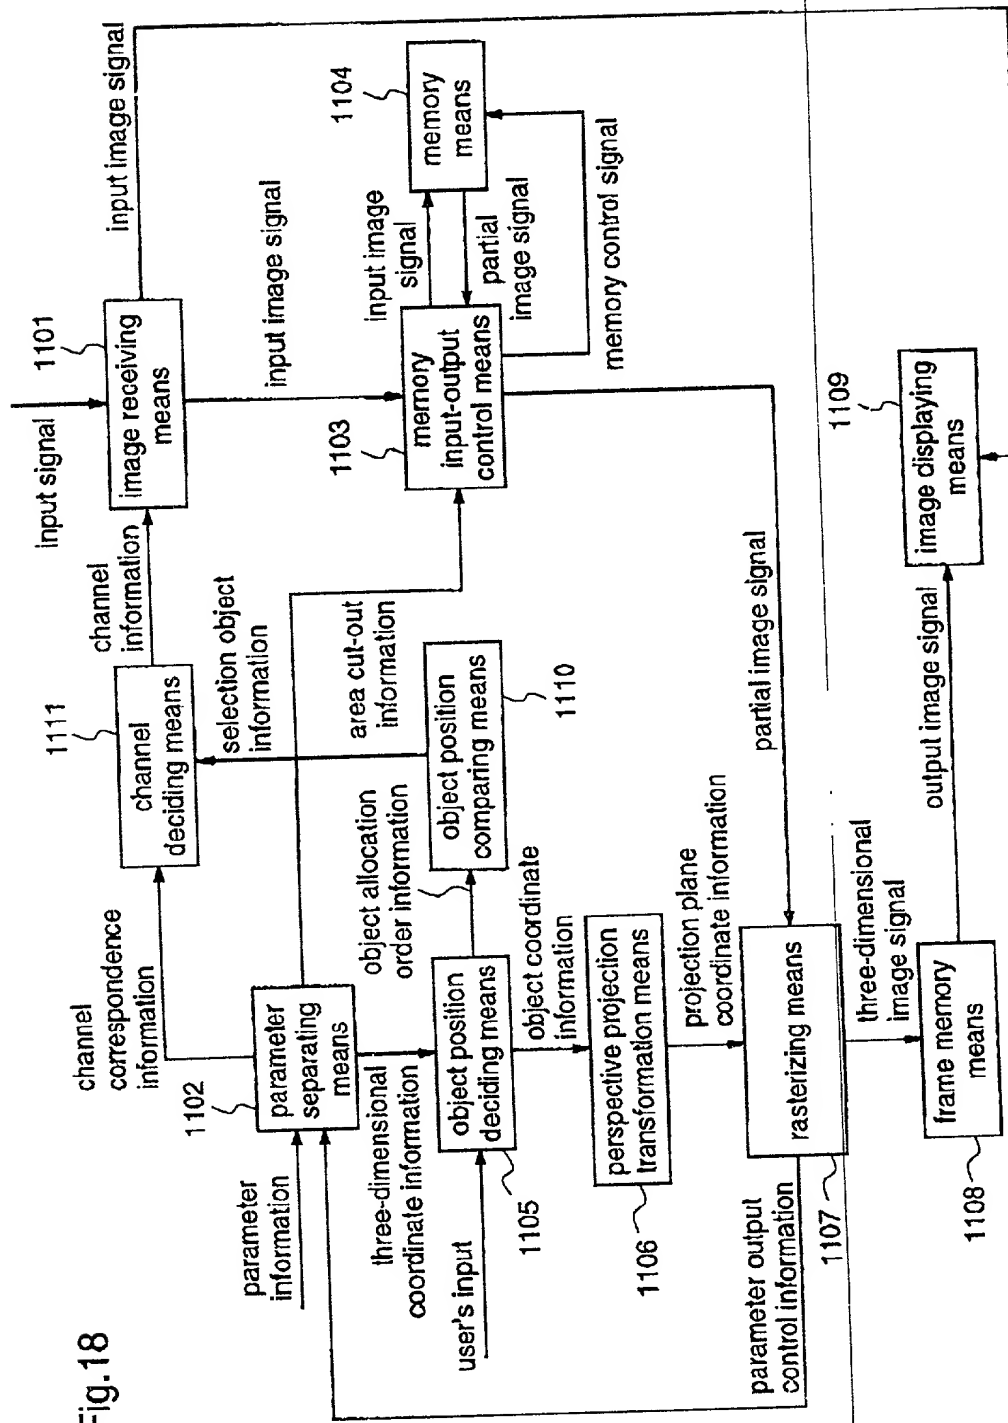 Fig.18
input signal
input image signal
1101
image receiving
means
channel
information
1111
channel
deciding means
channel
correspondence
information
input image signal
1104
memory
means
input image
signal
partial
image signal
1103
memory
input-output
control means
memory control signal
selection object
information
area cut-out
information
1102
parameter
separating
means
parameter
information
object allocation
order information
object position
comparing means
1110
three-dimensional
coordinate information
user's input
object position
deciding means
1105
object coordinate
information
perspective projection
transformation means
1106
projection plane
coordinate information
partial image signal
rasterizing means
1107
parameter output
control information
three-dimensional
image signal
frame memory
means
1108
output image signal
1109
image displaying
means